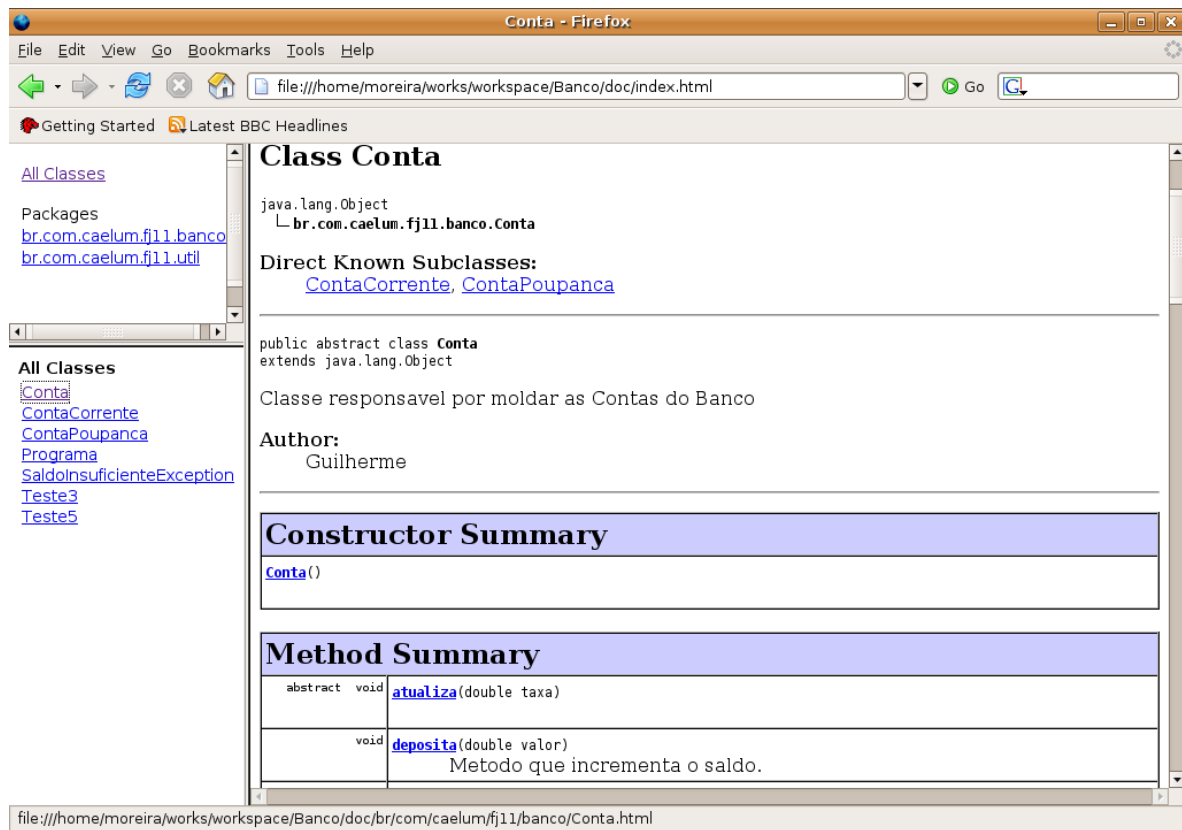 Conta - Firefox
File Edit View Go Bookmarks Tools Help
file:///home/moreira/works/workspace/Banco/doc/index.html Go G
Getting Started Latest BBC Headlines
All Classes
Packages
br.com.caelum.fj11.banco
br.com.caelum.fj11.util
All Classes
Conta
ContaCorrente
ContaPoupanca
Programa
SaldoInsuficienteException
Teste3
Teste5
Class Conta
java.lang.Object
br.com.caelum.fj11.banco.Conta
Direct Known Subclasses:
ContaCorrente, ContaPoupanca
public abstract class Conta
extends java.lang.Object
Classe responsavel por moldar as Contas do Banco
Author:
Guilherme
Constructor Summary
Conta()
Method Summary
abstract void atualiza(double taxa)
void deposita(double valor)
Metodo que incrementa o saldo.
file:///home/moreira/works/workspace/Banco/doc/br/com/caelum/fj11/banco/Conta.html